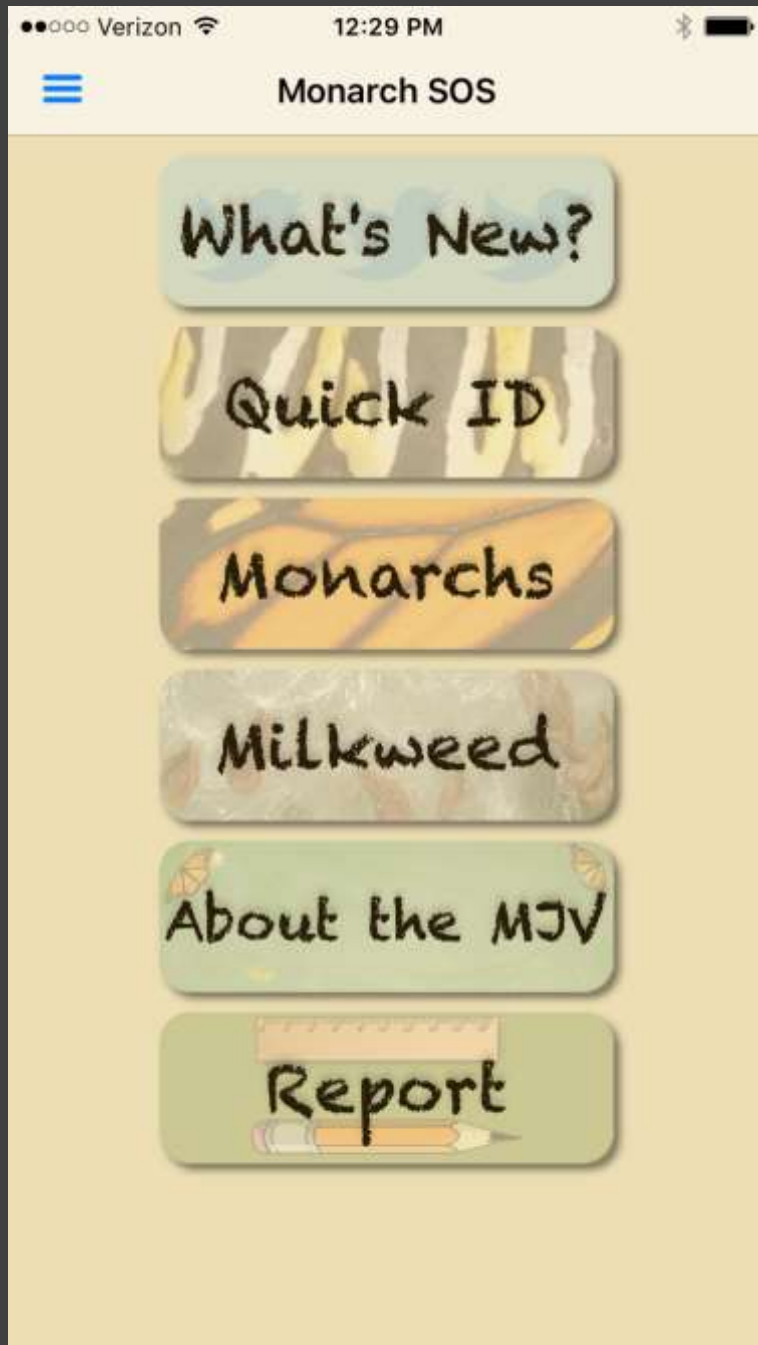 Verizon 12:29 PM
Monarch SOS
What's New?
Quick ID
Monarchs
Milkweed
About the MJV
Report